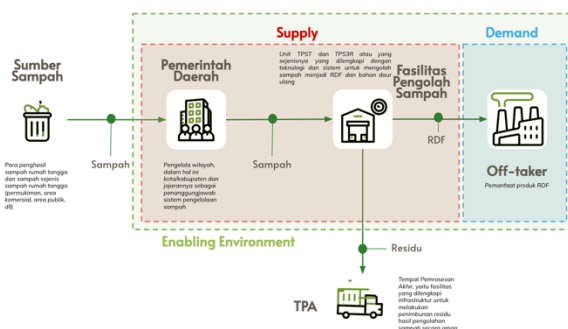 Supply
Demand
Sumber
Sampah
Pemerintah
Daerah
Unit TPST dan TPS3R atau yang
sejenisnya yang dilengkapi dengan
teknologi dan sistem untuk mengolah
sampah menjadi RDF dan bahan daur
ulang
Fasilitas
Pengolah
Sampah
Sampah
Sampah
RDF
Off-taker
Pemanfaat produk RDF
Para penghasil
sampah rumah tangga
dan sampah sejenis
sampah rumah tangga
(permukiman, area
komersial, area publik,
dll)
Pengelola wilayah,
dalam hal ini
kota/kabupaten dan
jajarannya sebagai
penanggungjawab
sistem pengelolaan
sampah
Enabling Environment
Residu
TPA
Tempat Pemrosesan
Akhir, yaitu fasilitas
yang dilengkapi
infrastruktur untuk
melakukan
penimbunan residu
hasil pengolahan
sampah secara aman